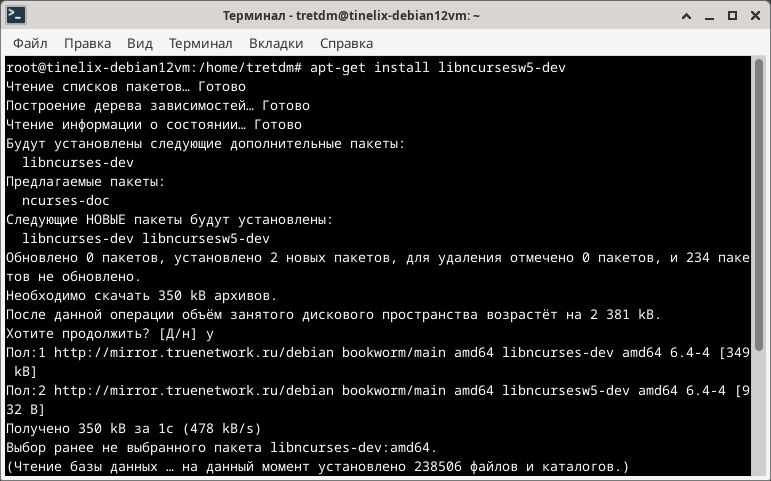 Терминал - tretdm@tinelix-debian12vm: ~
Файл Правка Вид Терминал Вкладки Справка
root@tinelix-debian12vm:/home/tretdm# apt-get install libncursesw5-dev
Чтение списков пакетов… Готово
Построение дерева зависимостей… Готово
Чтение информации о состоянии… Готово
Будут установлены следующие дополнительные пакеты:
  libncurses-dev
Предлагаемые пакеты:
  ncurses-doc
Следующие НОВЫЕ пакеты будут установлены:
  libncurses-dev libncursesw5-dev
Обновлено 0 пакетов, установлено 2 новых пакетов, для удаления отмечено 0 пакетов, и 234 паке
тов не обновлено.
Необходимо скачать 350 kB архивов.
После данной операции объём занятого дискового пространства возрастёт на 2 381 kB.
Хотите продолжить? [Д/н] y
Пол:1 http://mirror.truenetwork.ru/debian bookworm/main amd64 libncurses-dev amd64 6.4-4 [349
 kB]
Пол:2 http://mirror.truenetwork.ru/debian bookworm/main amd64 libncursesw5-dev amd64 6.4-4 [9
32 B]
Получено 350 kB за 1с (478 kB/s)
Выбор ранее не выбранного пакета libncurses-dev:amd64.
(Чтение базы данных … на данный момент установлено 238506 файлов и каталогов.)